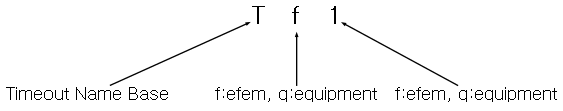 T f 1
Timeout Name Base f:efem, q:equipment f:efem, q:equipment